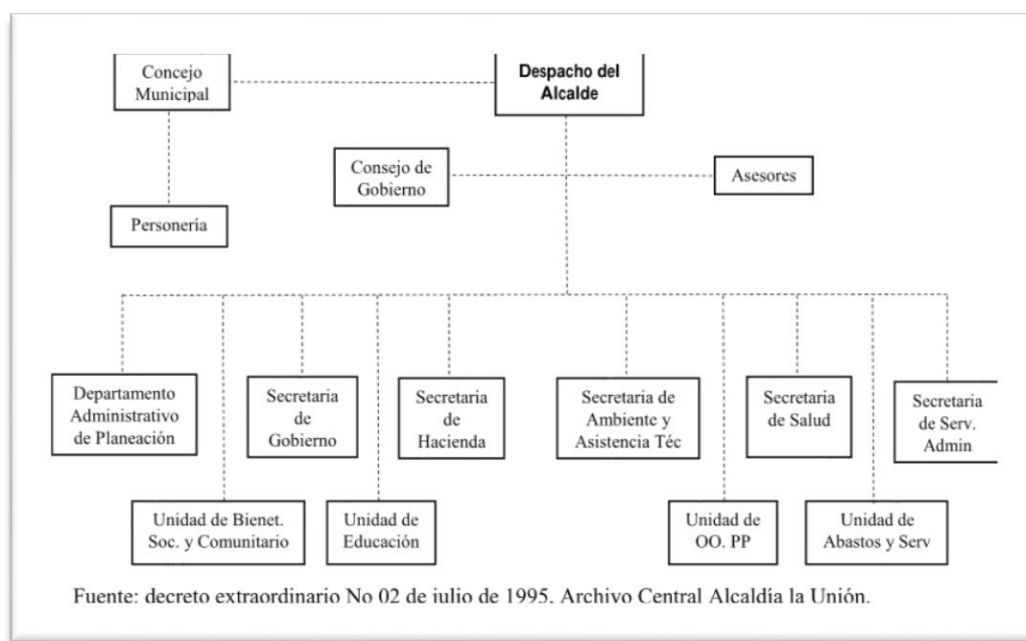 Concejo
Municipal
Despacho del
Alcalde
Consejo de
Gobierno
Asesores
Personería
Departamento
Administrativo
de Planeación
Secretaria
de
Gobierno
Secretaria
de
Hacienda
Secretaria de
Ambiente y
Asistencia Téc
Secretaria
de Salud
Secretaria
de Serv.
Admin
Unidad de Bienet.
Soc. y Comunitario
Unidad de
Educación
Unidad de
OO. PP
Unidad de
Abastos y Serv
Fuente: decreto extraordinario No 02 de iulio de 1995. Archivo Central Alcaldía la Unión.